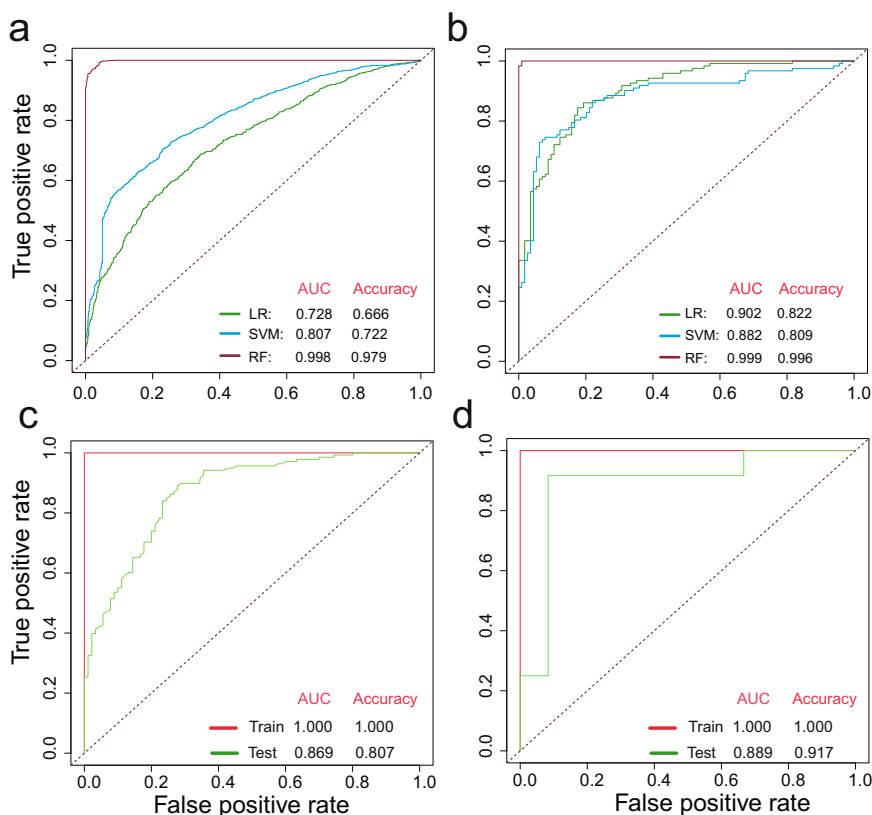 a
True positive rate
1.0
0.8
0.6
0.4
0.2
0.0
AUC Accuracy
LR: 0.728 0.666
SVM: 0.807 0.722
RF: 0.998 0.979
0.0 0.2 0.4 0.6 0.8 1.0
b
1.0
0.8
0.6
0.4
0.2
0.0
AUC Accuracy
LR: 0.902 0.822
SVM: 0.882 0.809
RF: 0.999 0.996
0.0 0.2 0.4 0.6 0.8 1.0
c
True positive rate
1.0
0.8
0.6
0.4
0.2
0.0
AUC Accuracy
Train 1.000 1.000
Test 0.869 0.807
0.0 0.2 0.4 0.6 0.8 1.0
False positive rate
d
1.0
0.8
0.6
0.4
0.2
0.0
AUC Accuracy
Train 1.000 1.000
Test 0.889 0.917
0.0 0.2 0.4 0.6 0.8 1.0
False positive rate